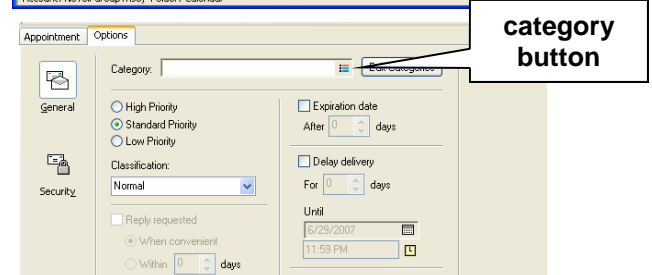 category
button
Appointment Options
Category: Edit Categories
General
High Priority
Standard Priority
Low Priority
Expiration date
After 0 days
Security
Classification:
Normal
Delay delivery
For 0 days
Until
6/29/2007
11:59 PM
Reply requested
When convenient
Within 0 days